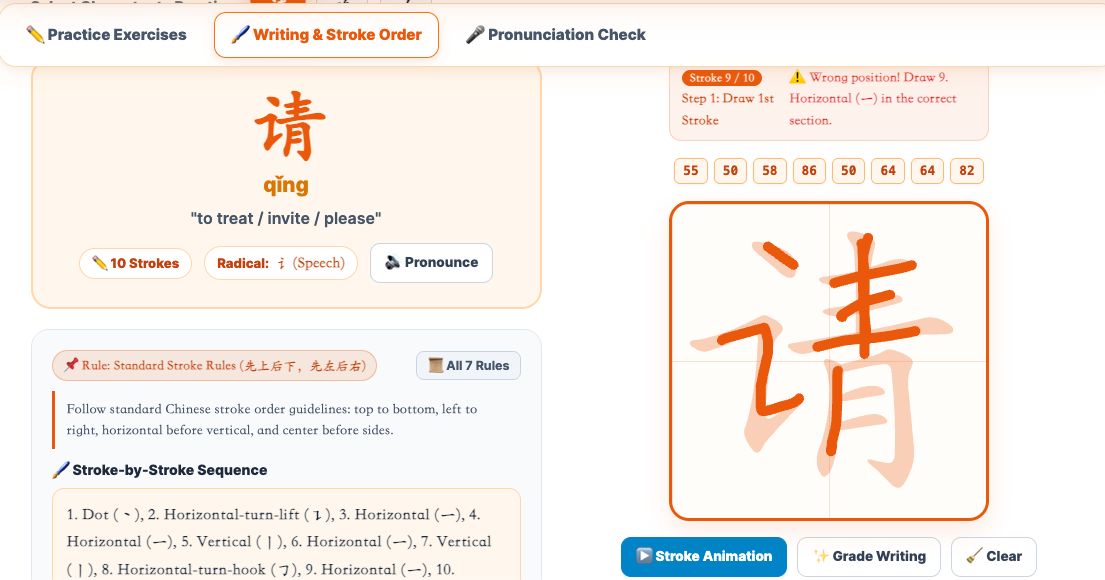 Practice Exercises
Writing & Stroke Order
Pronunciation Check
请
qǐng
"to treat / invite / please"
10 Strokes
Radical: 讠 (Speech)
Pronounce
Rule: Standard Stroke Rules (先上后下，先左后右)
All 7 Rules
Follow standard Chinese stroke order guidelines: top to bottom, left to
right, horizontal before vertical, and center before sides.
Stroke-by-Stroke Sequence
1. Dot (丶), 2. Horizontal-turn-lift (㇊), 3. Horizontal (一), 4.
Horizontal (一), 5. Vertical (丨), 6. Horizontal (一), 7. Vertical
(丨), 8. Horizontal-turn-hook (㇆), 9. Horizontal (一), 10.
Stroke 9 / 10
Step 1: Draw 1st
Stroke
Wrong position! Draw 9.
Horizontal (一) in the correct
section.
55 50 58 86 50 64 64 82
请
Stroke Animation
Grade Writing
Clear